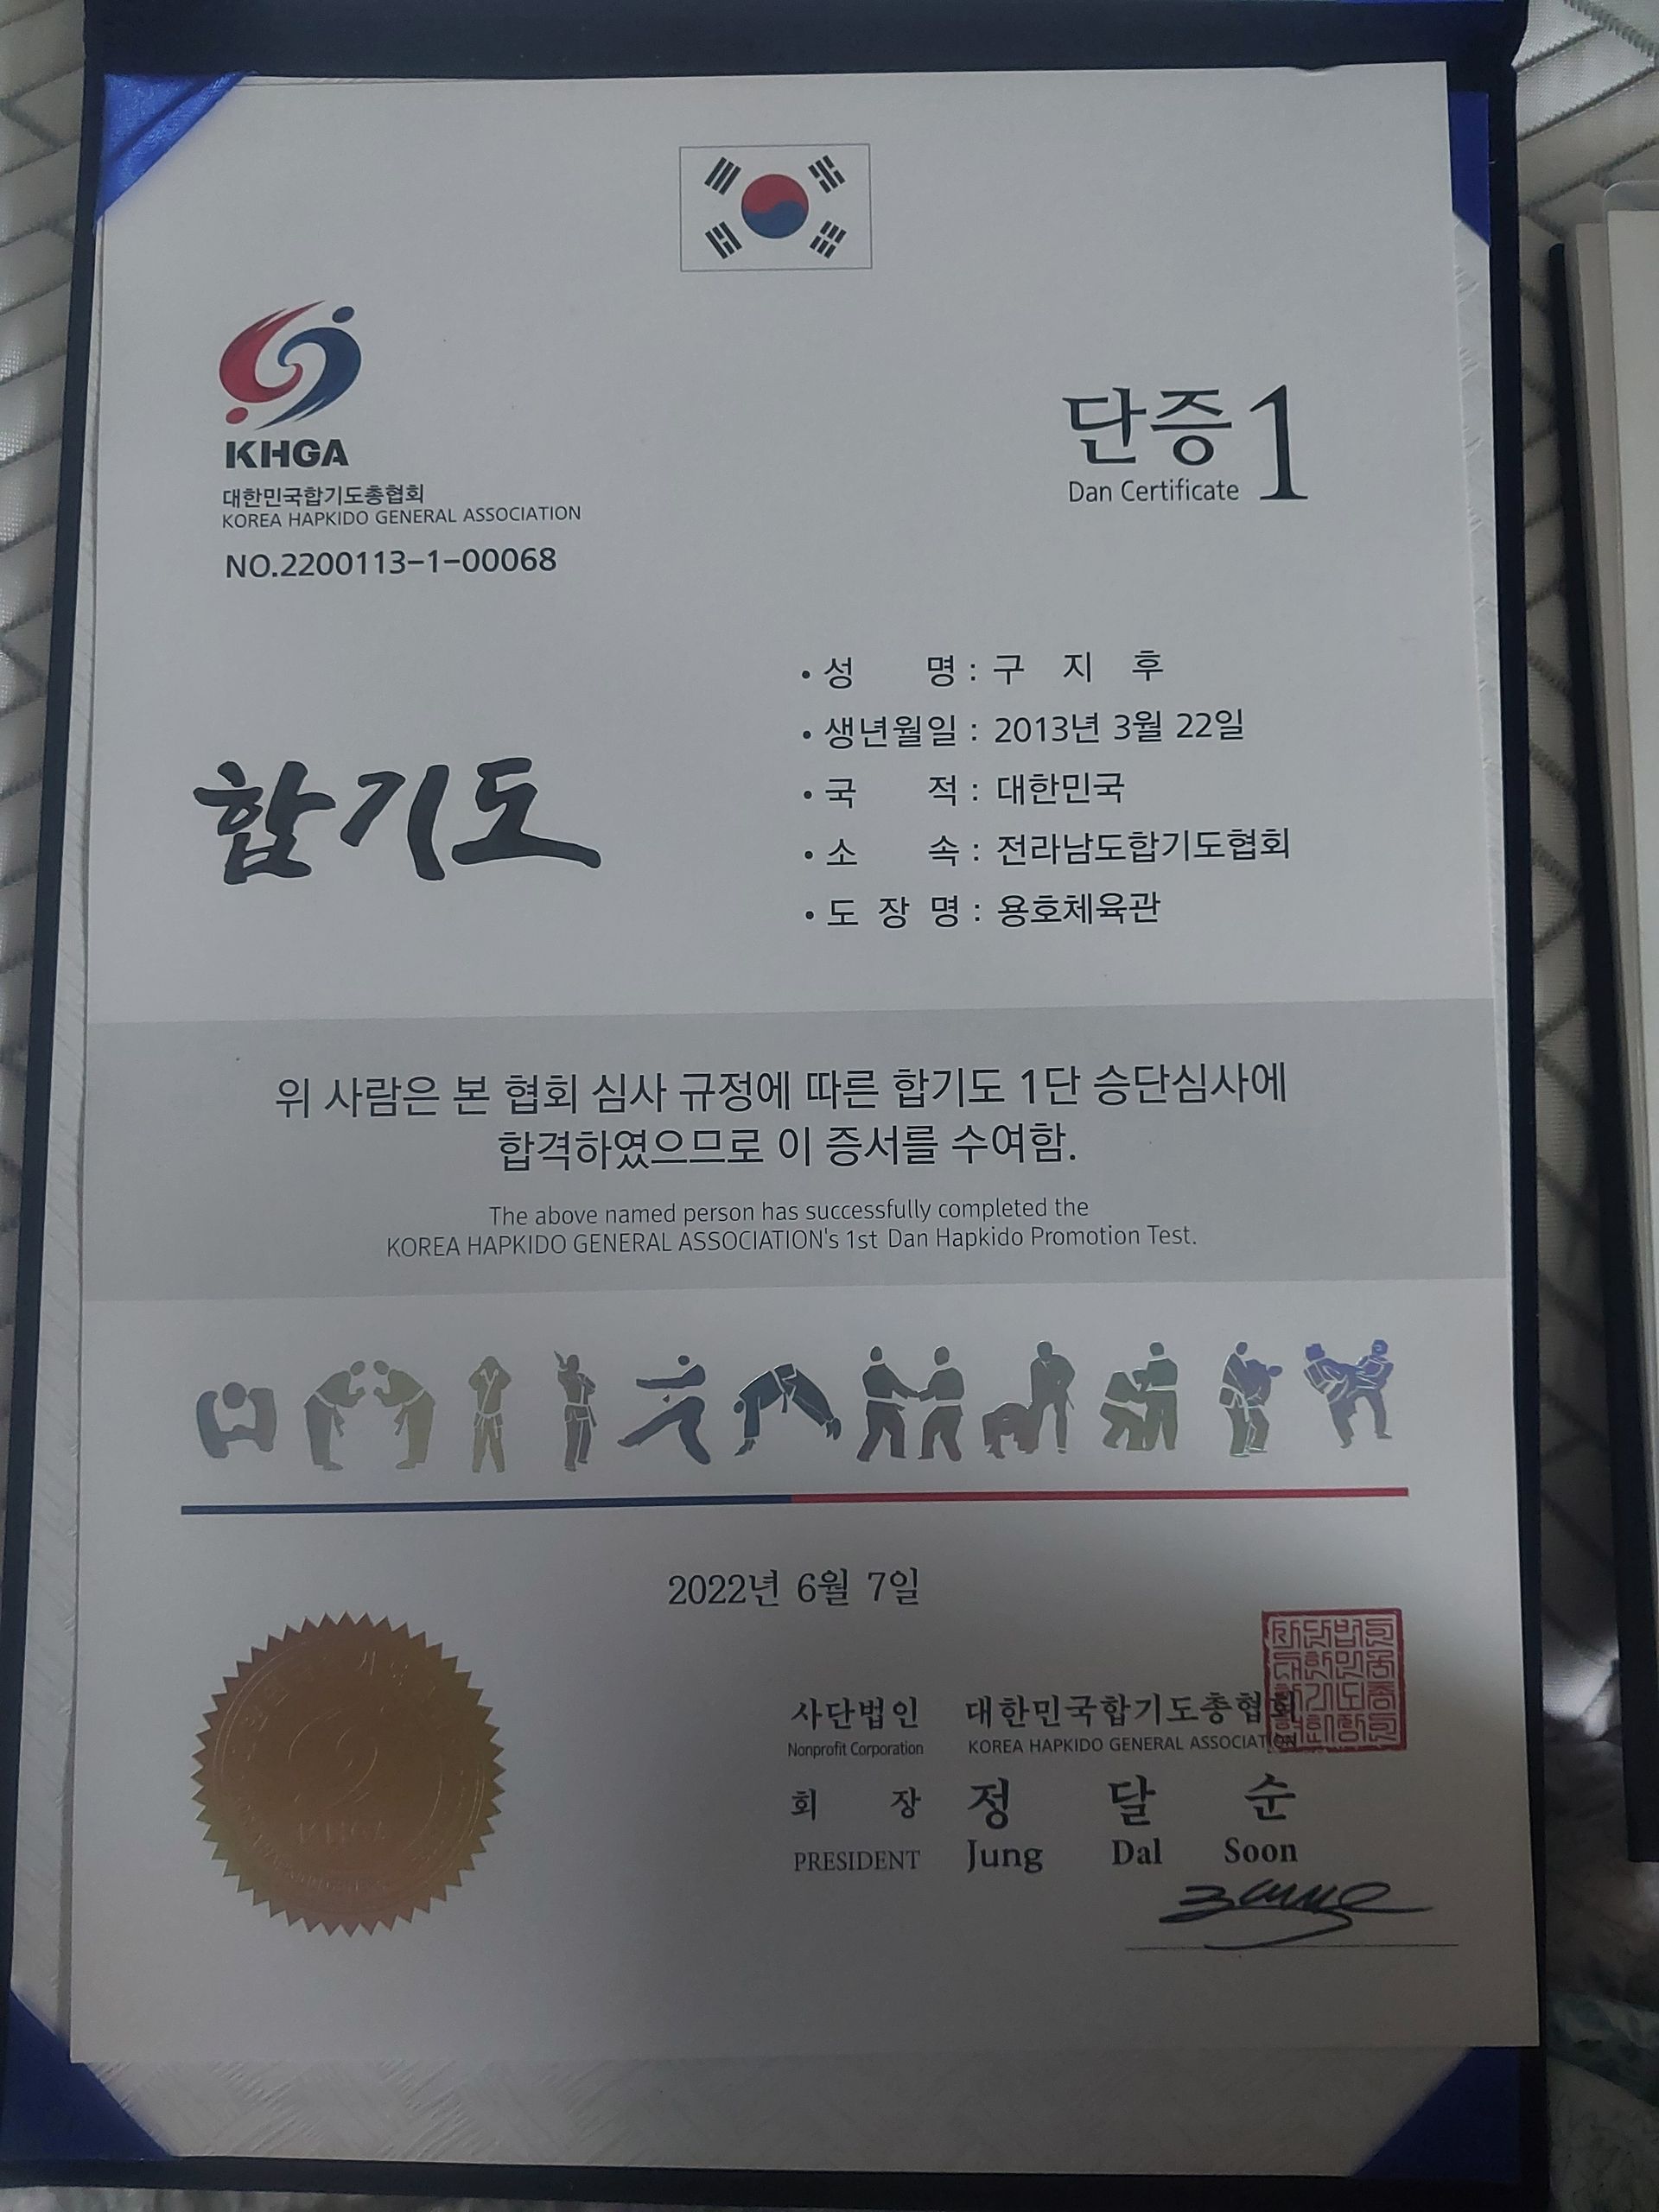 KHGA
대한민국합기도총협회
KOREA HAPKIDO GENERAL ASSOCIATION
NO.2200113-1-00068
단증 1
Dan Certificate
합기도
• 성 명 : 구 지 후
• 생년월일 : 2013년 3월 22일
• 국 적 : 대한민국
• 소 속 : 전라남도합기도협회
• 도 장 명 : 용호체육관
위 사람은 본 협회 심사 규정에 따른 합기도 1단 승단심사에
합격하였으므로 이 증서를 수여함.
The above named person has successfully completed the
KOREA HAPKIDO GENERAL ASSOCIATION's 1st Dan Hapkido Promotion Test.
2022년 6월 7일
사단법인 대한민국합기도총협회
Nonprofit Corporation KOREA HAPKIDO GENERAL ASSOCIATION
회 장 정 달 순
PRESIDENT Jung Dal Soon
KHGA